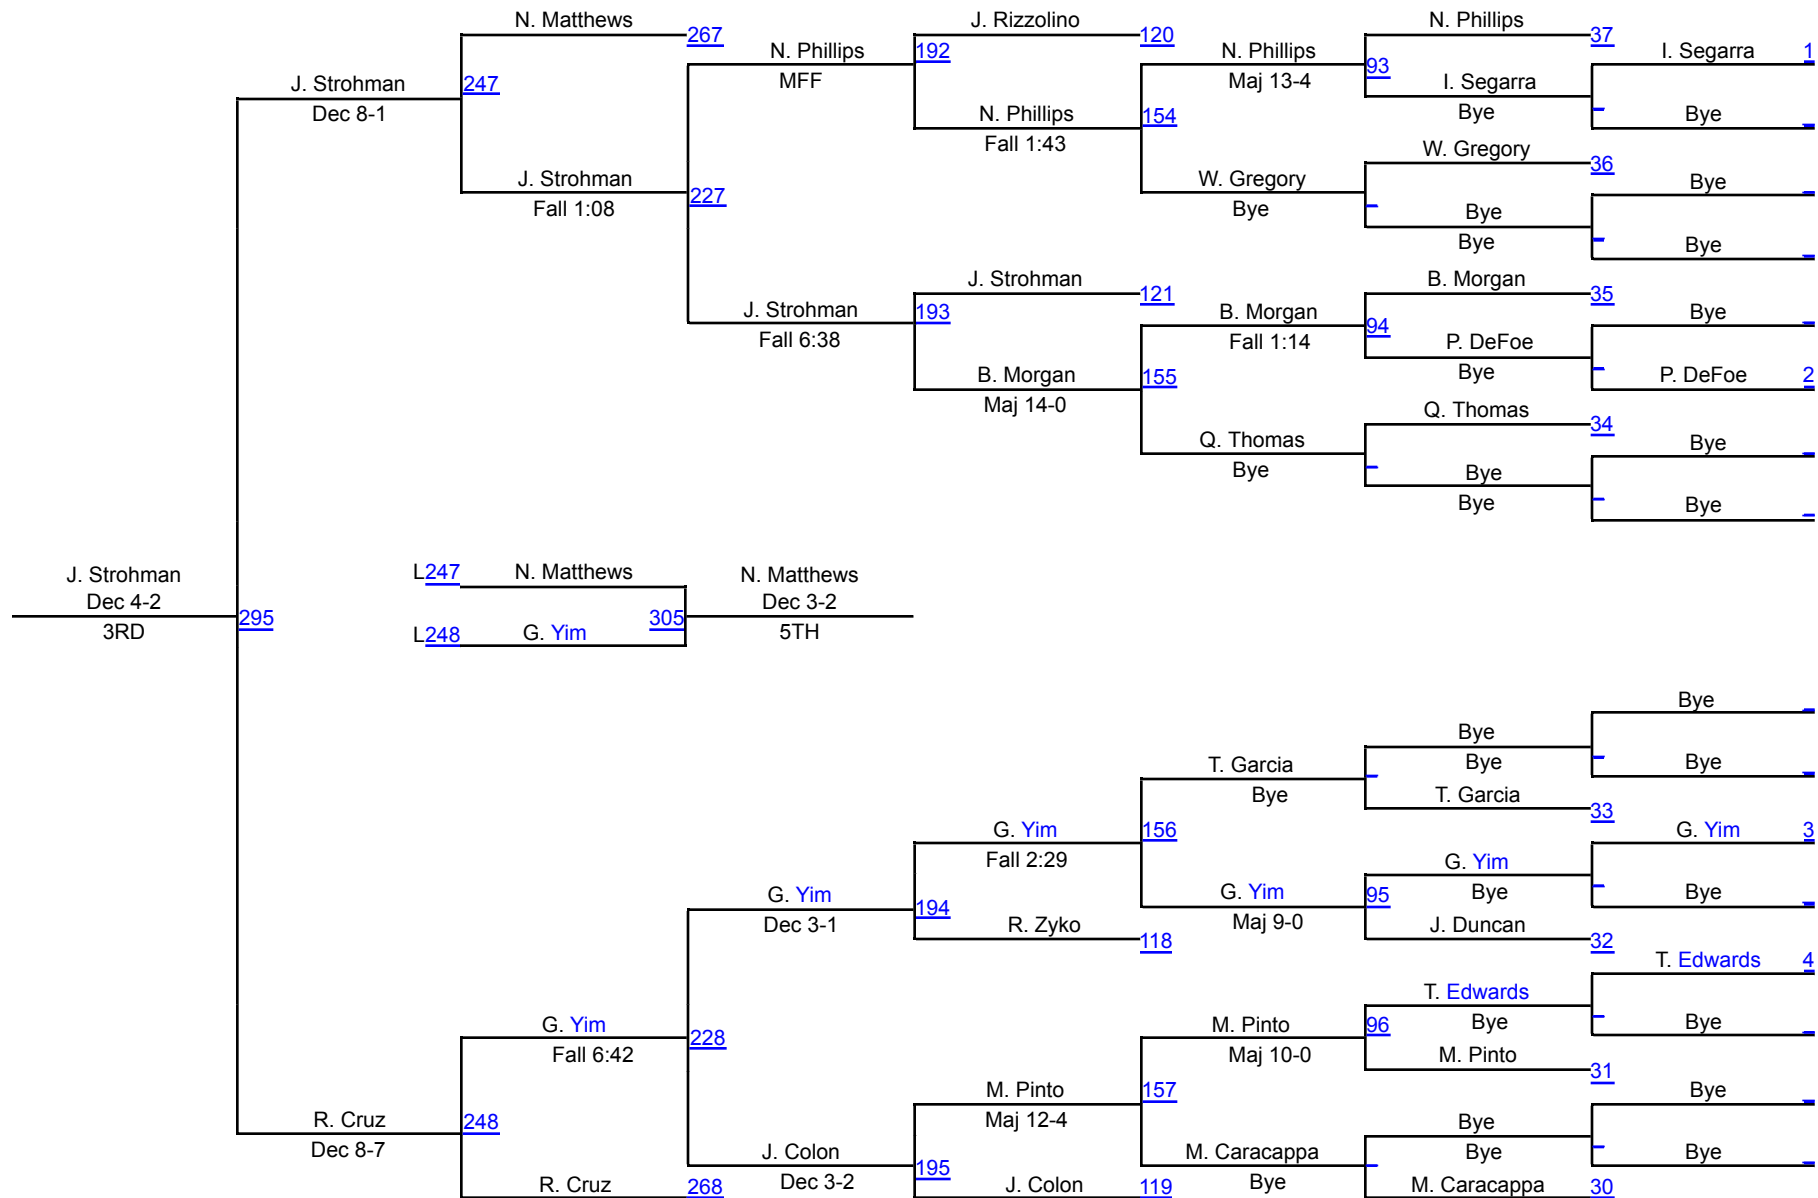 N. Matthews
267
J. Rizzolino
120
N. Phillips
37
N. Phillips
MFF
192
N. Phillips
Maj 13-4
93
I. Segarra
1
J. Strohman
Dec 8-1
247
I. Segarra
Bye
Bye
N. Phillips
Fall 1:43
154
W. Gregory
36
J. Strohman
Fall 1:08
227
W. Gregory
Bye
Bye
Bye
Bye
Bye
J. Strohman
121
B. Morgan
35
J. Strohman
Fall 6:38
193
B. Morgan
Fall 1:14
94
Bye
P. DeFoe
Bye
P. DeFoe
2
B. Morgan
Maj 14-0
155
Q. Thomas
34
Q. Thomas
Bye
Bye
Bye
Bye
Bye
J. Strohman
Dec 4-2
3RD
295
L247
N. Matthews
L248
G. Yim
305
N. Matthews
Dec 3-2
5TH
Bye
Bye
Bye
Bye
T. Garcia
Bye
T. Garcia
33
G. Yim
Fall 2:29
156
G. Yim
3
G. Yim
Bye
Bye
G. Yim
Dec 3-1
194
G. Yim
Maj 9-0
95
R. Zyko
118
J. Duncan
32
T. Edwards
4
T. Edwards
Bye
Bye
G. Yim
Fall 6:42
228
M. Pinto
Maj 10-0
96
M. Pinto
31
M. Pinto
Maj 12-4
157
Bye
R. Cruz
Dec 8-7
248
Bye
Bye
Bye
J. Colon
Dec 3-2
195
M. Caracappa
Bye
R. Cruz
268
J. Colon
119
M. Caracappa
30